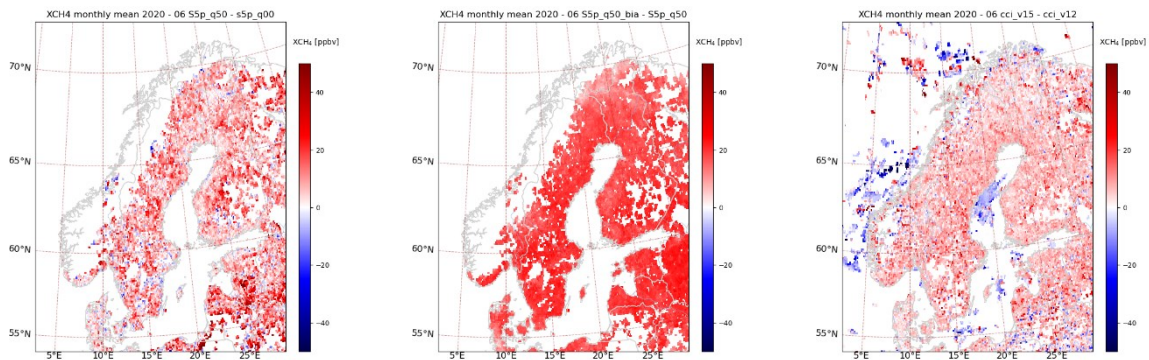 XCH4 monthly mean 2020 - 06 S5p_q50 - s5p_q00
XCH₄ [ppbv]
70°N
65°N
60°N
55°N
5°E 10°E 15°E 20°E 25°E
40
20
0
−20
−40
XCH4 monthly mean 2020 - 06 S5p_q50_bia - S5p_q50
XCH₄ [ppbv]
70°N
65°N
60°N
55°N
5°E 10°E 15°E 20°E 25°E
40
20
0
−20
−40
XCH4 monthly mean 2020 - 06 cci_v15 - cci_v12
XCH₄ [ppbv]
70°N
65°N
60°N
55°N
5°E 10°E 15°E 20°E 25°E
40
20
0
−20
−40